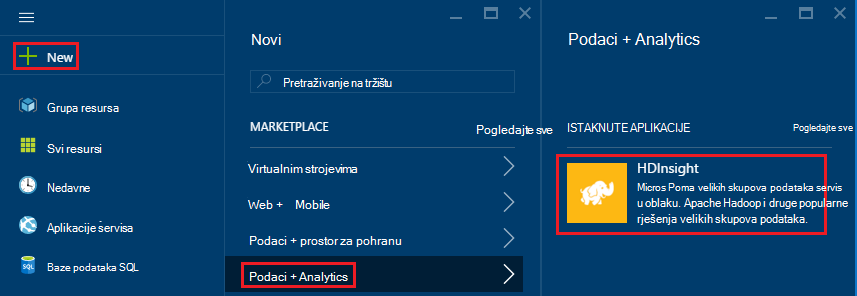 New
Grupa resursa
Svi resursi
Nedavne
Aplikacije servisa
SQL
Baze podataka SQL
Novi
Pretraživanje na tržištu
MARKETPLACE
Pogledajte sve
Virtualnim strojevima
Web + Mobile
Podaci + prostor za pohranu
Podaci + Analytics
Podaci + Analytics
ISTAKNUTE APLIKACIJE
Pogledajte sve
HDInsight
Micros Poma velikih skupova podataka servis
u oblaku. Apache Hadoop i druge popularne
rješenja velikih skupova podataka.